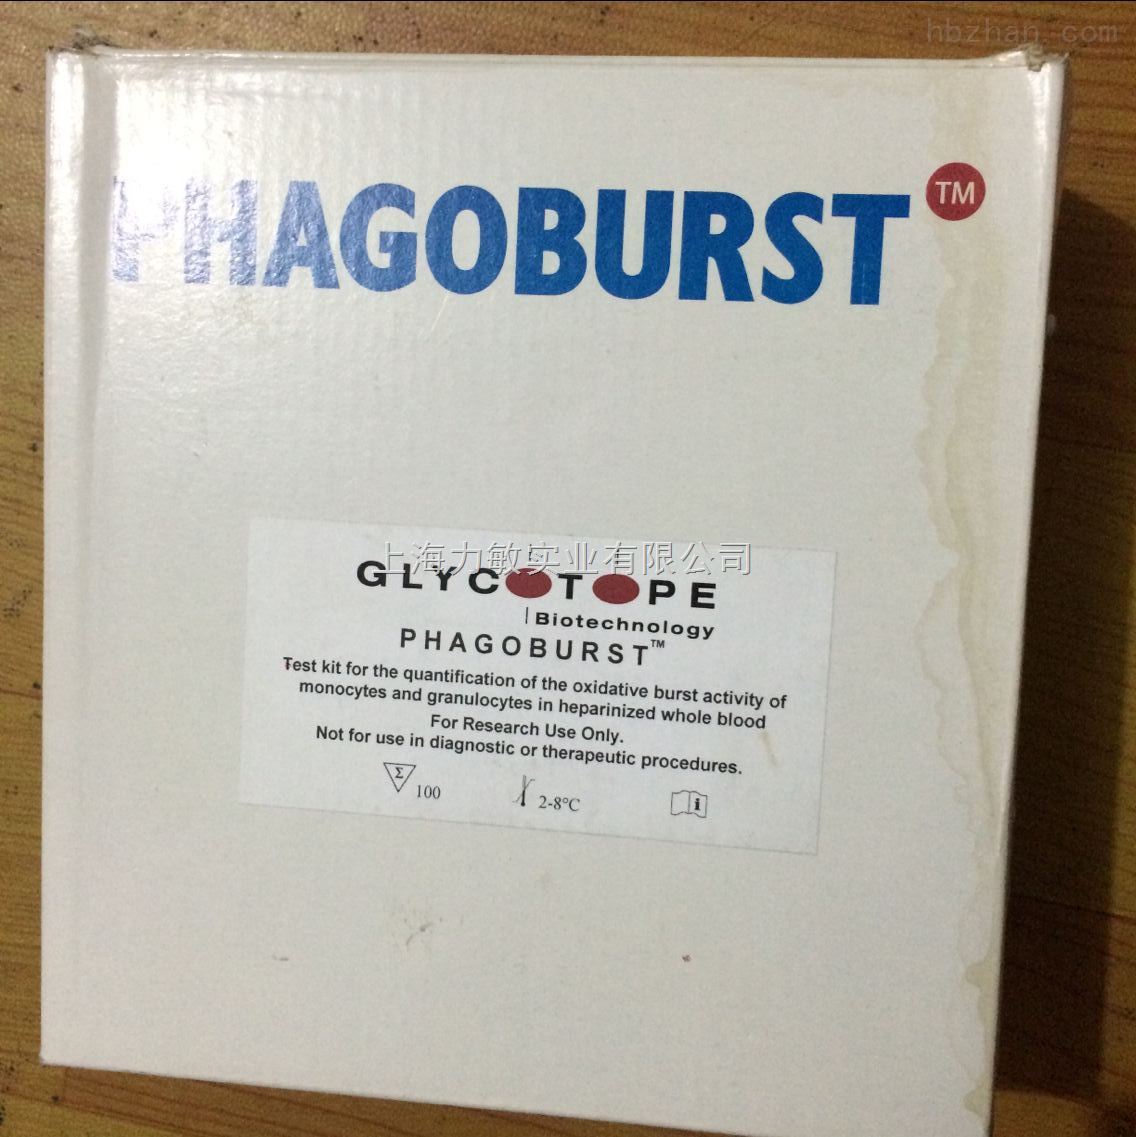 hbzhan.com
PHAGOBURST TM
上海力敏实业有限公司
GLYCOTOPE
Biotechnology
PHAGOBURST™
Test kit for the quantification of the oxidative burst activity of
monocytes and granulocytes in heparinized whole blood
For Research Use Only.
Not for use in diagnostic or therapeutic procedures.
Σ 100 2-8°C i